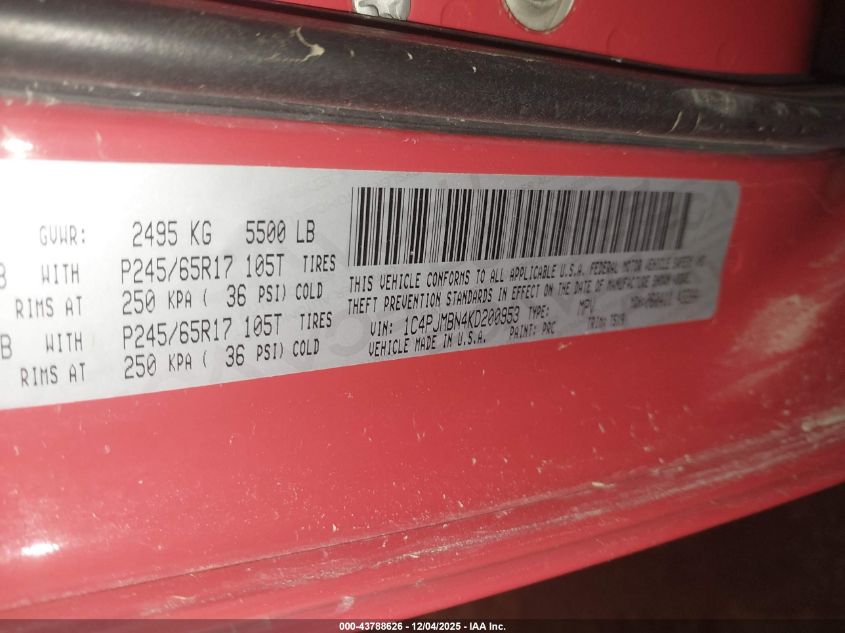 GVWR: 2495 KG 5500 LB
B WITH P245/65R17 105T TIRES
RIMS AT 250 KPA ( 36 PSI) COLD
B WITH P245/65R17 105T TIRES
RIMS AT 250 KPA ( 36 PSI) COLD
THIS VEHICLE CONFORMS TO ALL APPLICABLE U.S.A. FEDERAL MOTOR VEHICLE SAFETY AND
THEFT PREVENTION STANDARDS IN EFFECT ON THE DATE OF MANUFACTURE SHOWN ABOVE.
VIN: 1C4PJMBN4KD200953 TYPE: MPV
VEHICLE MADE IN U.S.A. PAINT: PRC TRIM: TSX9
000-43788626 - 12/04/2025 - IAA Inc.